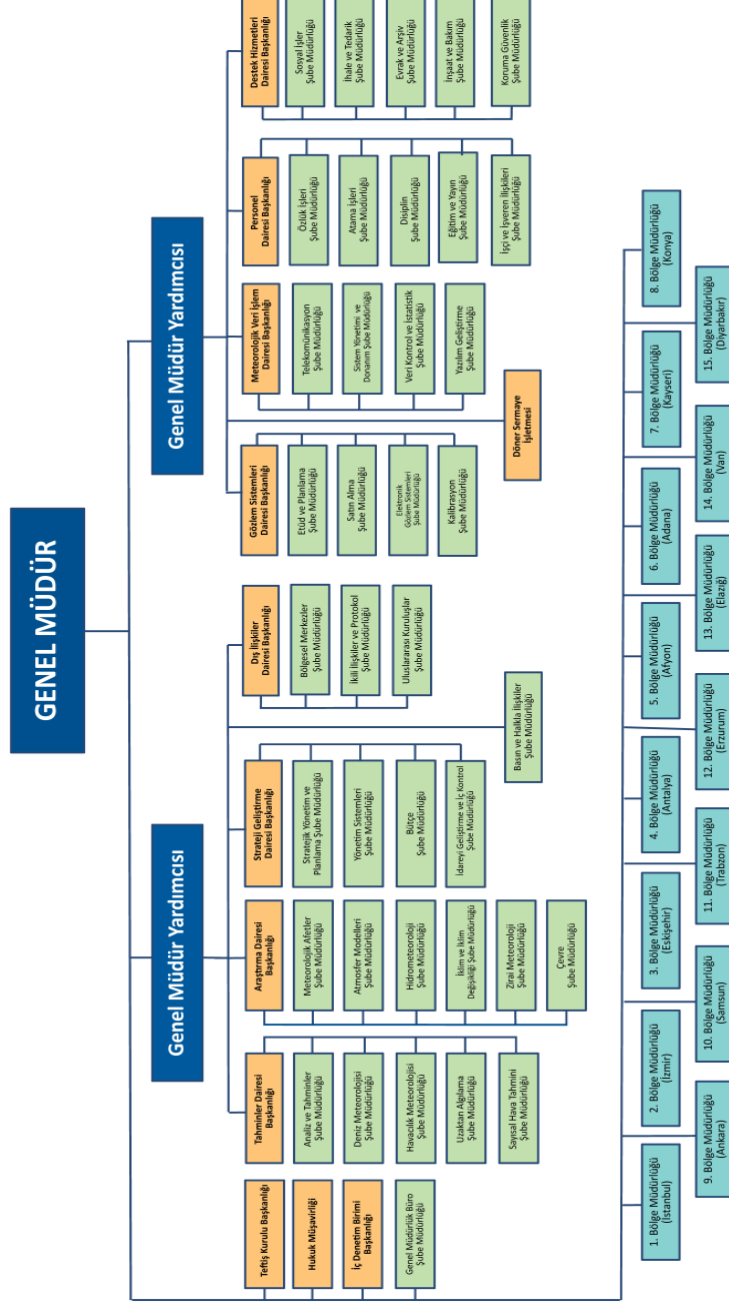 GENEL MÜDÜR
Genel Müdür Yardımcısı
Genel Müdür Yardımcısı
Teftiş Kurulu Başkanlığı
Hukuk Müşavirliği
İç Denetim Birimi
Başkanlığı
Genel Müdürlük Büro
Şube Müdürlüğü
Tahminler Dairesi
Başkanlığı
Analiz ve Tahminler
Şube Müdürlüğü
Deniz Meteorolojisi
Şube Müdürlüğü
Havacılık Meteorolojisi
Şube Müdürlüğü
Uzaktan Algılama
Şube Müdürlüğü
Sayısal Hava Tahmini
Şube Müdürlüğü
Araştırma Dairesi
Başkanlığı
Meteorolojik Afetler
Şube Müdürlüğü
Atmosfer Modelleri
Şube Müdürlüğü
Hidrometeoroloji
Şube Müdürlüğü
İklim ve İklim
Değişikliği Şube Müdürlüğü
Zirai Meteoroloji
Şube Müdürlüğü
Çevre
Şube Müdürlüğü
Strateji Geliştirme
Dairesi Başkanlığı
Stratejik Yönetim ve
Planlama Şube Müdürlüğü
Yönetim Sistemleri
Şube Müdürlüğü
Bütçe
Şube Müdürlüğü
İdareyi Geliştirme ve İç Kontrol
Şube Müdürlüğü
Basın ve Halkla İlişkiler
Şube Müdürlüğü
Dış İlişkiler
Dairesi Başkanlığı
Bölgesel Merkezler
Şube Müdürlüğü
İkili İlişkiler ve Protokol
Şube Müdürlüğü
Uluslararası Kuruluşlar
Şube Müdürlüğü
Gözlem Sistemleri
Dairesi Başkanlığı
Etüd ve Planlama
Şube Müdürlüğü
Satın Alma
Şube Müdürlüğü
Elektronik
Gözlem Sistemleri
Şube Müdürlüğü
Kalibrasyon
Şube Müdürlüğü
Döner Sermaye
İşletmesi
Meteorolojik Veri İşlem
Dairesi Başkanlığı
Telekomünikasyon
Şube Müdürlüğü
Sistem Yönetimi ve
Donanım Şube Müdürlüğü
Veri Kontrol ve İstatistik
Şube Müdürlüğü
Yazılım Geliştirme
Şube Müdürlüğü
Personel
Dairesi Başkanlığı
Özlük İşleri
Şube Müdürlüğü
Atama İşleri
Şube Müdürlüğü
Disiplin
Şube Müdürlüğü
Eğitim ve Yayın
Şube Müdürlüğü
İşçi ve İşveren İlişkileri
Şube Müdürlüğü
Destek Hizmetleri
Dairesi Başkanlığı
Sosyal İşler
Şube Müdürlüğü
İhale ve Tedarik
Şube Müdürlüğü
Evrak ve Arşiv
Şube Müdürlüğü
İnşaat ve Bakım
Şube Müdürlüğü
Koruma Güvenlik
Şube Müdürlüğü
1. Bölge Müdürlüğü
(İstanbul)
2. Bölge Müdürlüğü
(İzmir)
3. Bölge Müdürlüğü
(Eskişehir)
4. Bölge Müdürlüğü
(Antalya)
5. Bölge Müdürlüğü
(Afyon)
6. Bölge Müdürlüğü
(Adana)
7. Bölge Müdürlüğü
(Kayseri)
8. Bölge Müdürlüğü
(Konya)
9. Bölge Müdürlüğü
(Ankara)
10. Bölge Müdürlüğü
(Samsun)
11. Bölge Müdürlüğü
(Trabzon)
12. Bölge Müdürlüğü
(Erzurum)
13. Bölge Müdürlüğü
(Elazığ)
14. Bölge Müdürlüğü
(Van)
15. Bölge Müdürlüğü
(Diyarbakır)